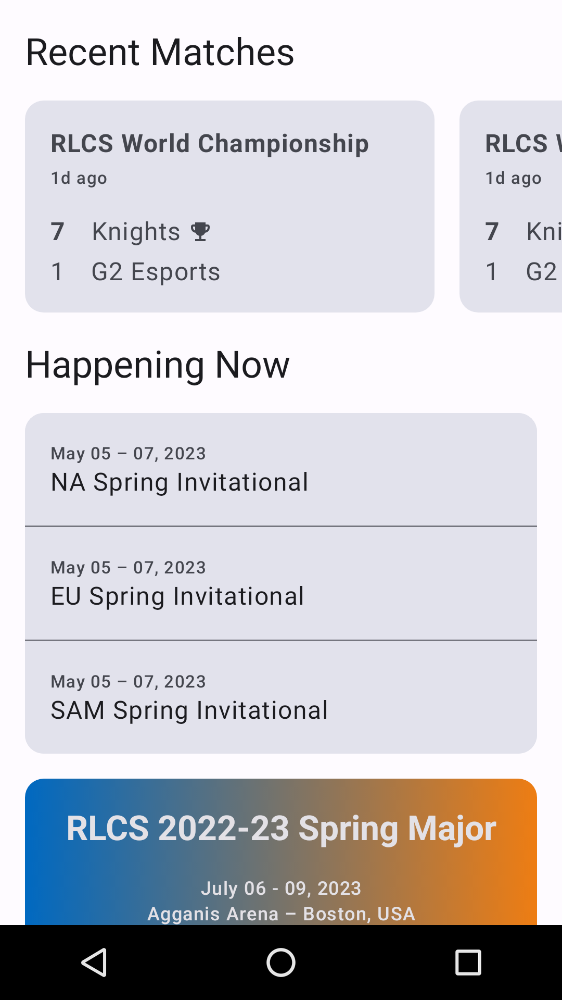 Recent Matches
RLCS World Championship
1d ago
7 Knights
1 G2 Esports
RLCS
1d ago
7 Kni
1 G2
Happening Now
May 05 – 07, 2023
NA Spring Invitational
May 05 – 07, 2023
EU Spring Invitational
May 05 – 07, 2023
SAM Spring Invitational
RLCS 2022-23 Spring Major
July 06 - 09, 2023
Agganis Arena – Boston, USA